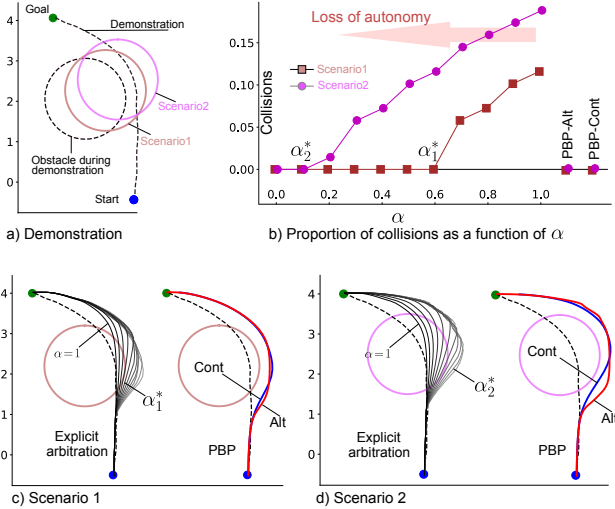 Goal
Demonstration
Scenario2
Scenario1
Obstacle during
demonstration
Start
4
3
2
1
0
a) Demonstration
Loss of autonomy
Scenario1
Scenario2
Collisions
0.15
0.10
0.05
0.00
α₂*
α₁*
PBP-Alt
PBP-Cont
0.0
0.2
0.4
0.6
0.8
1.0
α
b) Proportion of collisions as a function of α
4
3
2
1
0
α=1
α₁*
Explicit
arbitration
Cont
Alt
PBP
c) Scenario 1
4
3
2
1
0
α=1
α₂*
Explicit
arbitration
Cont
Alt
PBP
d) Scenario 2